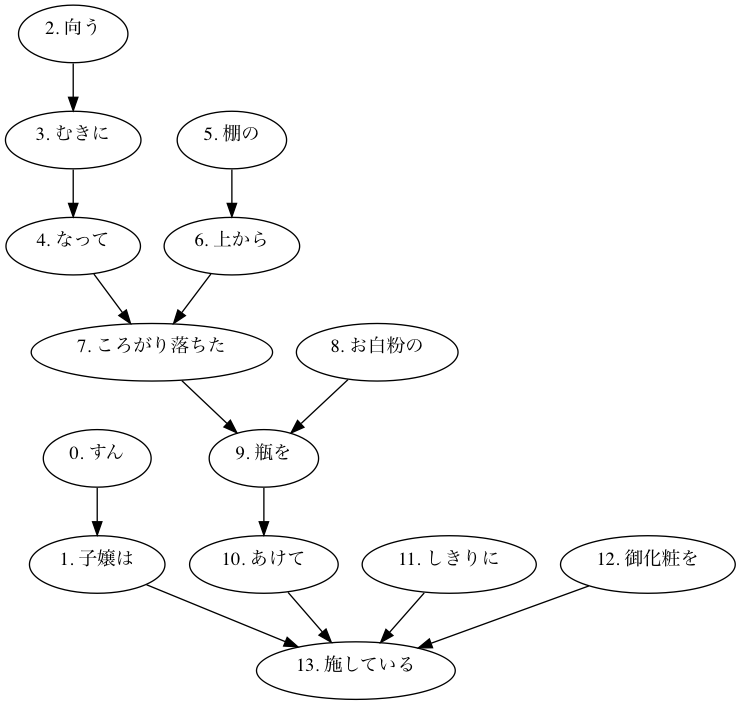 2. 向う
3. むきに
5. 棚の
4. なって
6. 上から
7. ころがり落ちた
8. お白粉の
0. すん
9. 瓶を
1. 子嬢は
10. あけて
11. しきりに
12. 御化粧を
13. 施している